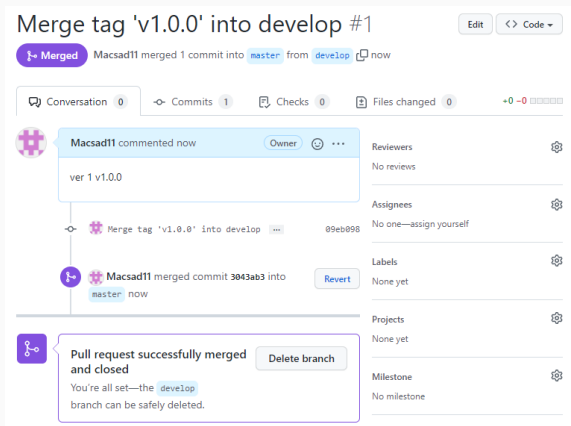 Merge tag 'v1.0.0' into develop #1
Edit
<> Code
Merged
Macsad11 merged 1 commit into master from develop now
Conversation 0
Commits 1
Checks 0
Files changed 0
+0 −0
Macsad11 commented now
Owner
...
ver 1 v1.0.0
Merge tag 'v1.0.0' into develop ...
09eb098
Macsad11 merged commit 3043ab3 into
master now
Revert
Pull request successfully merged
and closed
You're all set—the develop
branch can be safely deleted.
Delete branch
Reviewers
No reviews
Assignees
No one—assign yourself
Labels
None yet
Projects
None yet
Milestone
No milestone